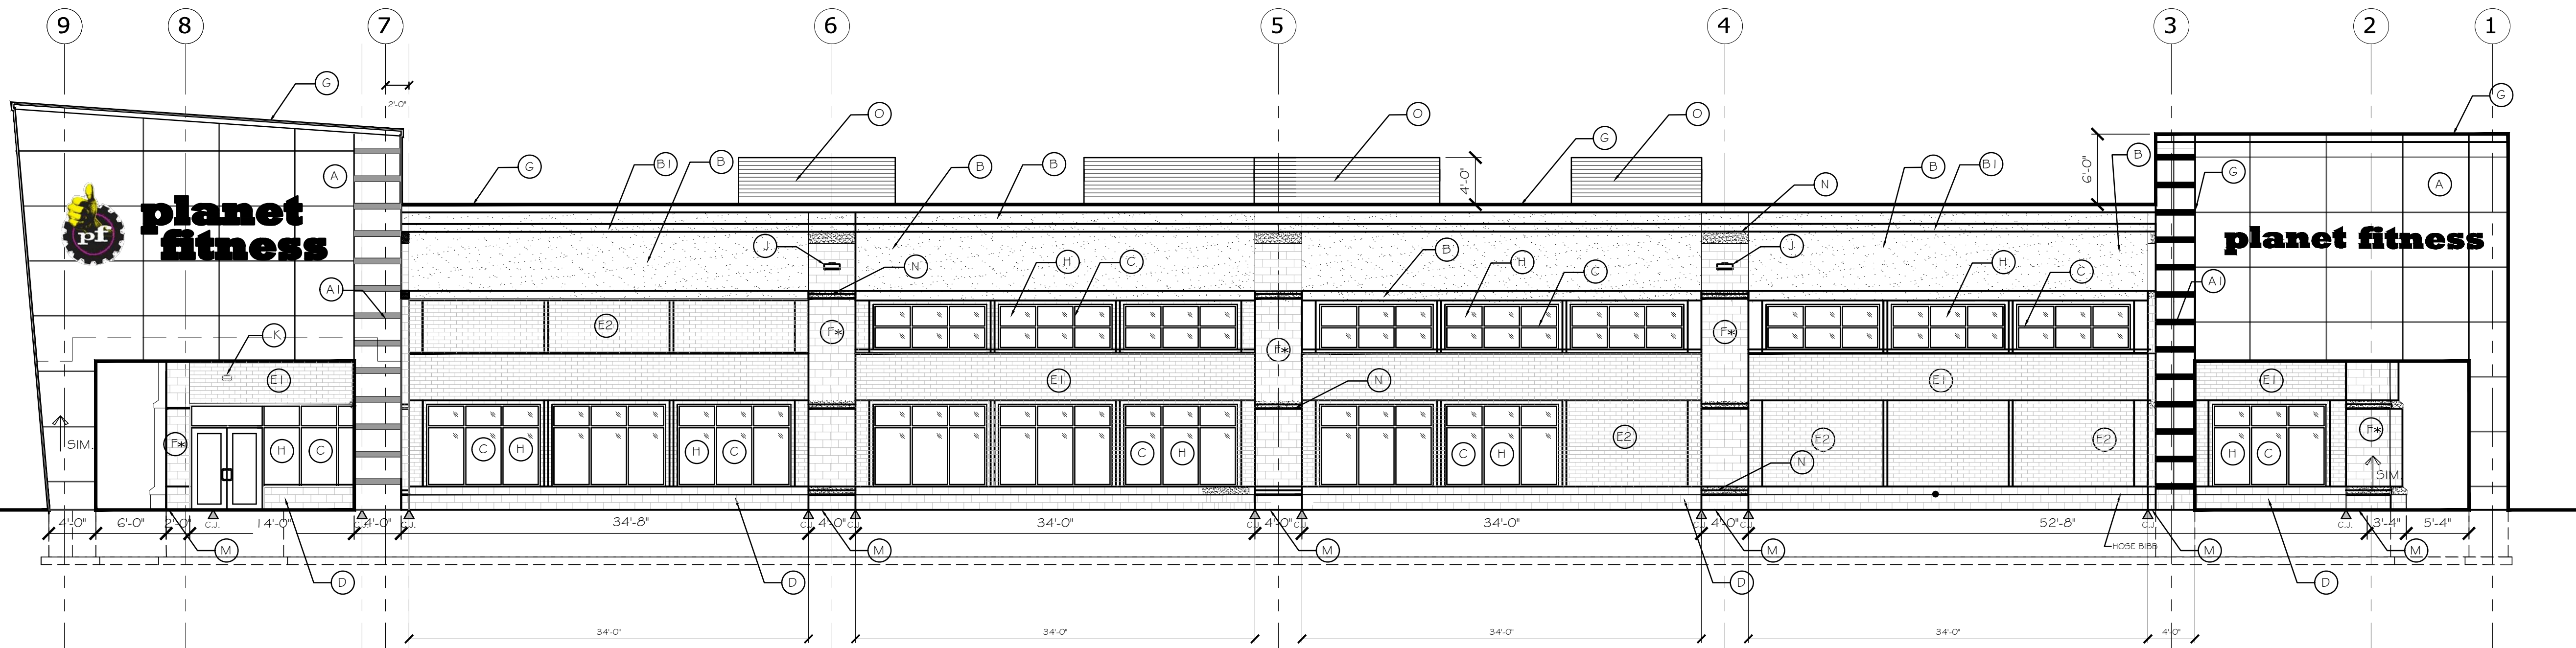 9 8 7 6 5 4 3 2 1
G
G
2'-0"
O O O
G
B
6'-0"
G B1 B B B B B1
4'-0"
A
N
G
A
planet
fitness
pf
planet fitness
J J
B
N H C H C H C
A1
A1
E2
F* F* F*
K
E1 E1 N E1 E1
SIM.
F* H C C H H C C H C H E2 E2 E2 H C F*
N
SIM.
4'-0" 6'-0" 2'-0" C.J. 14'-0" C.J. 4'-0" C.J. 34'-8" C.J. 4'-0" C.J. 34'-0" C.J. 4'-0" C.J. 34'-0" C.J. 4'-0" C.J. 52'-8" C.J. C.J. 3'-4" 5'-4"
M M M M HOSE BIBB M M
D D D D
34'-0" 34'-0" 34'-0" 34'-0" 4'-0"